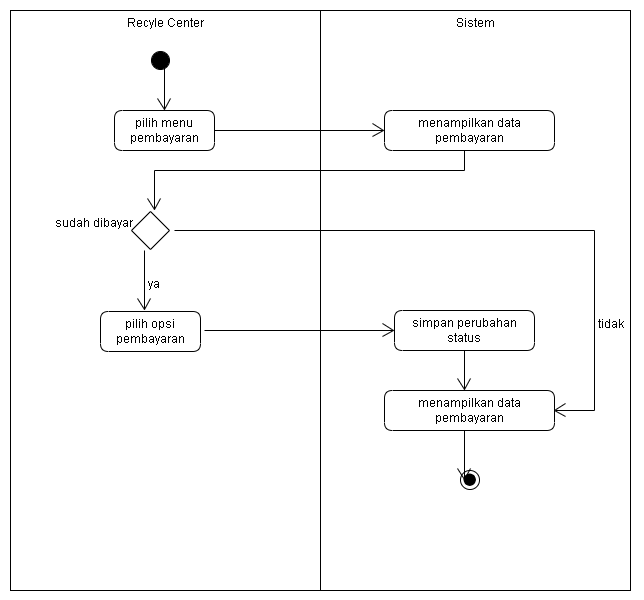 Recyle Center
Sistem
pilih menu
pembayaran
menampilkan data
pembayaran
sudah dibayar
ya
pilih opsi
pembayaran
simpan perubahan
status
tidak
menampilkan data
pembayaran